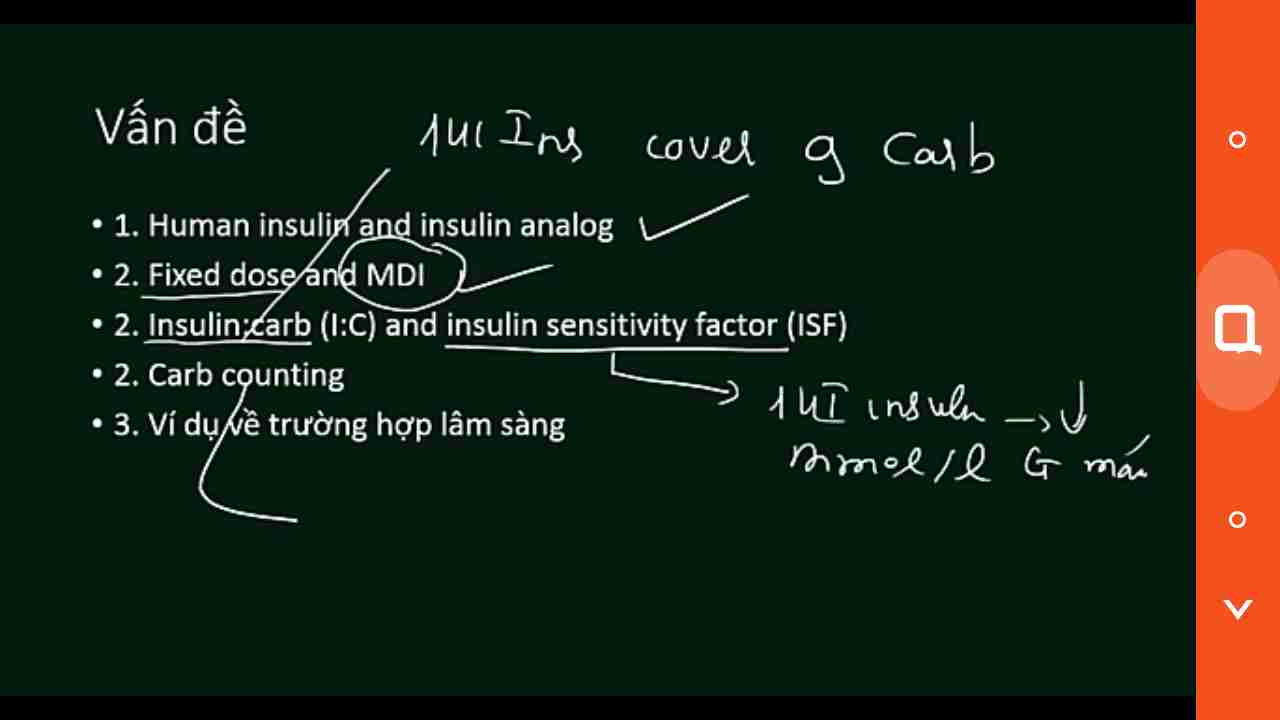 Vấn đề
1UI Ins cover g Carb
• 1. Human insulin and insulin analog
• 2. Fixed dose and MDI
• 2. Insulin:carb (I:C) and insulin sensitivity factor (ISF)
• 2. Carb counting
1UI insuln → ↓
• 3. Ví dụ về trường hợp lâm sàng
mmol/l G máu